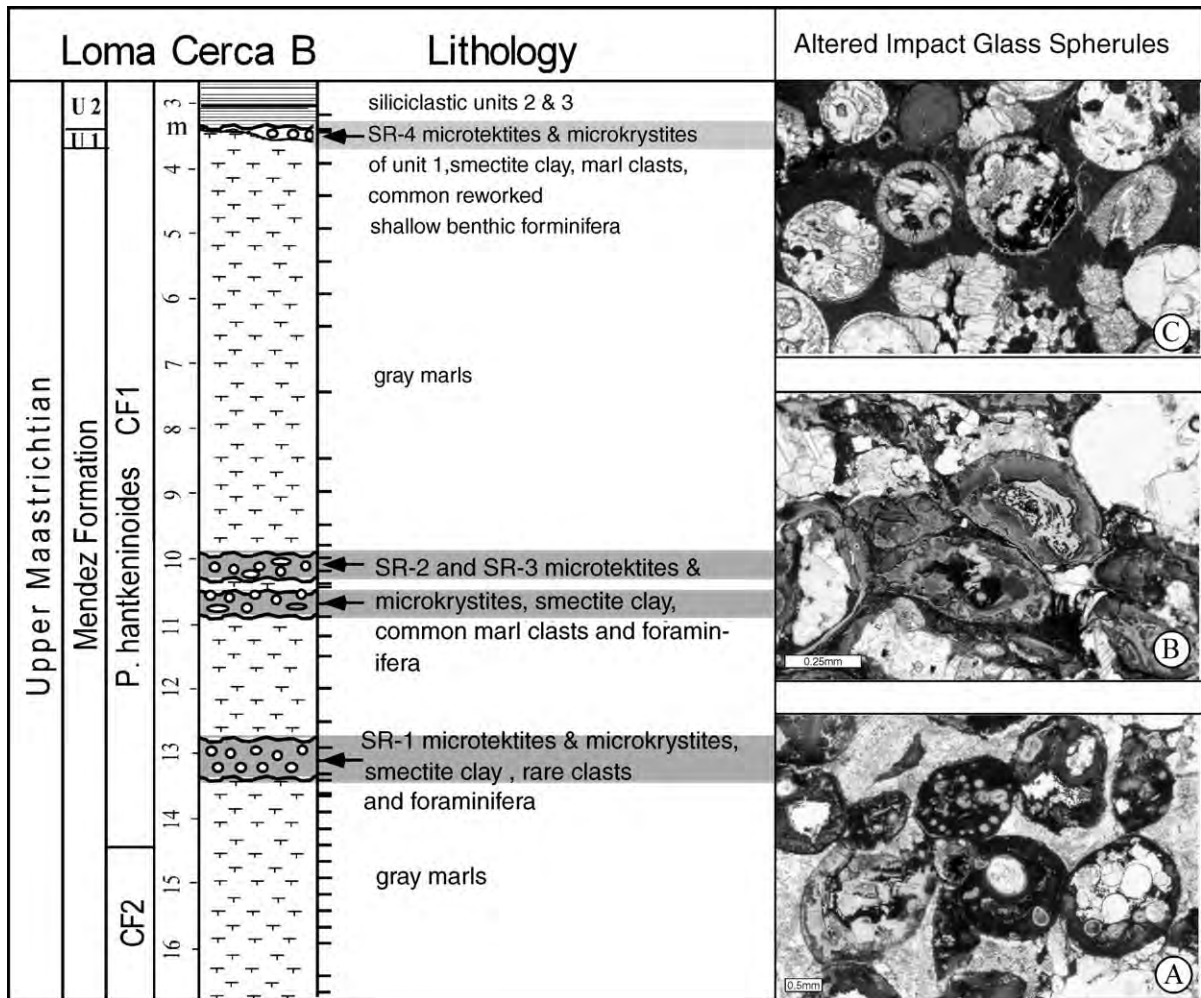 Loma Cerca B
Lithology
Altered Impact Glass Spherules
Upper Maastrichtian
Mendez Formation
U 2
U 1
P. hantkeninoides CF1
CF2
3
m
4
5
6
7
8
9
10
11
12
13
14
15
16
siliciclastic units 2 & 3
SR-4 microtektites & microkrystites
of unit 1,smectite clay, marl clasts,
common reworked
shallow benthic forminifera
gray marls
SR-2 and SR-3 microtektites &
microkrystites, smectite clay,
common marl clasts and foramin-
ifera
SR-1 microtektites & microkrystites,
smectite clay , rare clasts
and foraminifera
gray marls
C
0.25mm
B
0.5mm
A